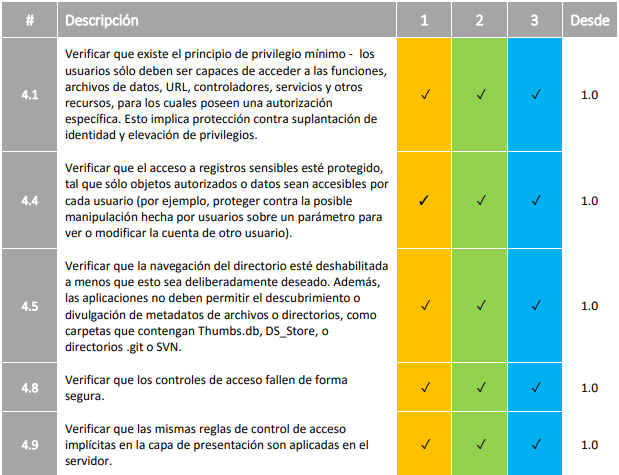 # Descripción 1 2 3 Desde
Verificar que existe el principio de privilegio mínimo - los
usuarios sólo deben ser capaces de acceder a las funciones,
archivos de datos, URL, controladores, servicios y otros
4.1 ✓ ✓ ✓ 1.0
recursos, para los cuales poseen una autorización
específica. Esto implica protección contra suplantación de
identidad y elevación de privilegios.
Verificar que el acceso a registros sensibles esté protegido,
tal que sólo objetos autorizados o datos sean accesibles por
4.4 cada usuario (por ejemplo, proteger contra la posible ✓ ✓ ✓ 1.0
manipulación hecha por usuarios sobre un parámetro para
ver o modificar la cuenta de otro usuario).
Verificar que la navegación del directorio esté deshabilitada
a menos que esto sea deliberadamente deseado. Además,
4.5 las aplicaciones no deben permitir el descubrimiento o ✓ ✓ ✓ 1.0
divulgación de metadatos de archivos o directorios, como
carpetas que contengan Thumbs.db, DS_Store, o
directorios .git o SVN.
4.8 Verificar que los controles de acceso fallen de forma ✓ ✓ ✓ 1.0
segura.
Verificar que las mismas reglas de control de acceso
4.9 implícitas en la capa de presentación son aplicadas en el ✓ ✓ ✓ 1.0
servidor.